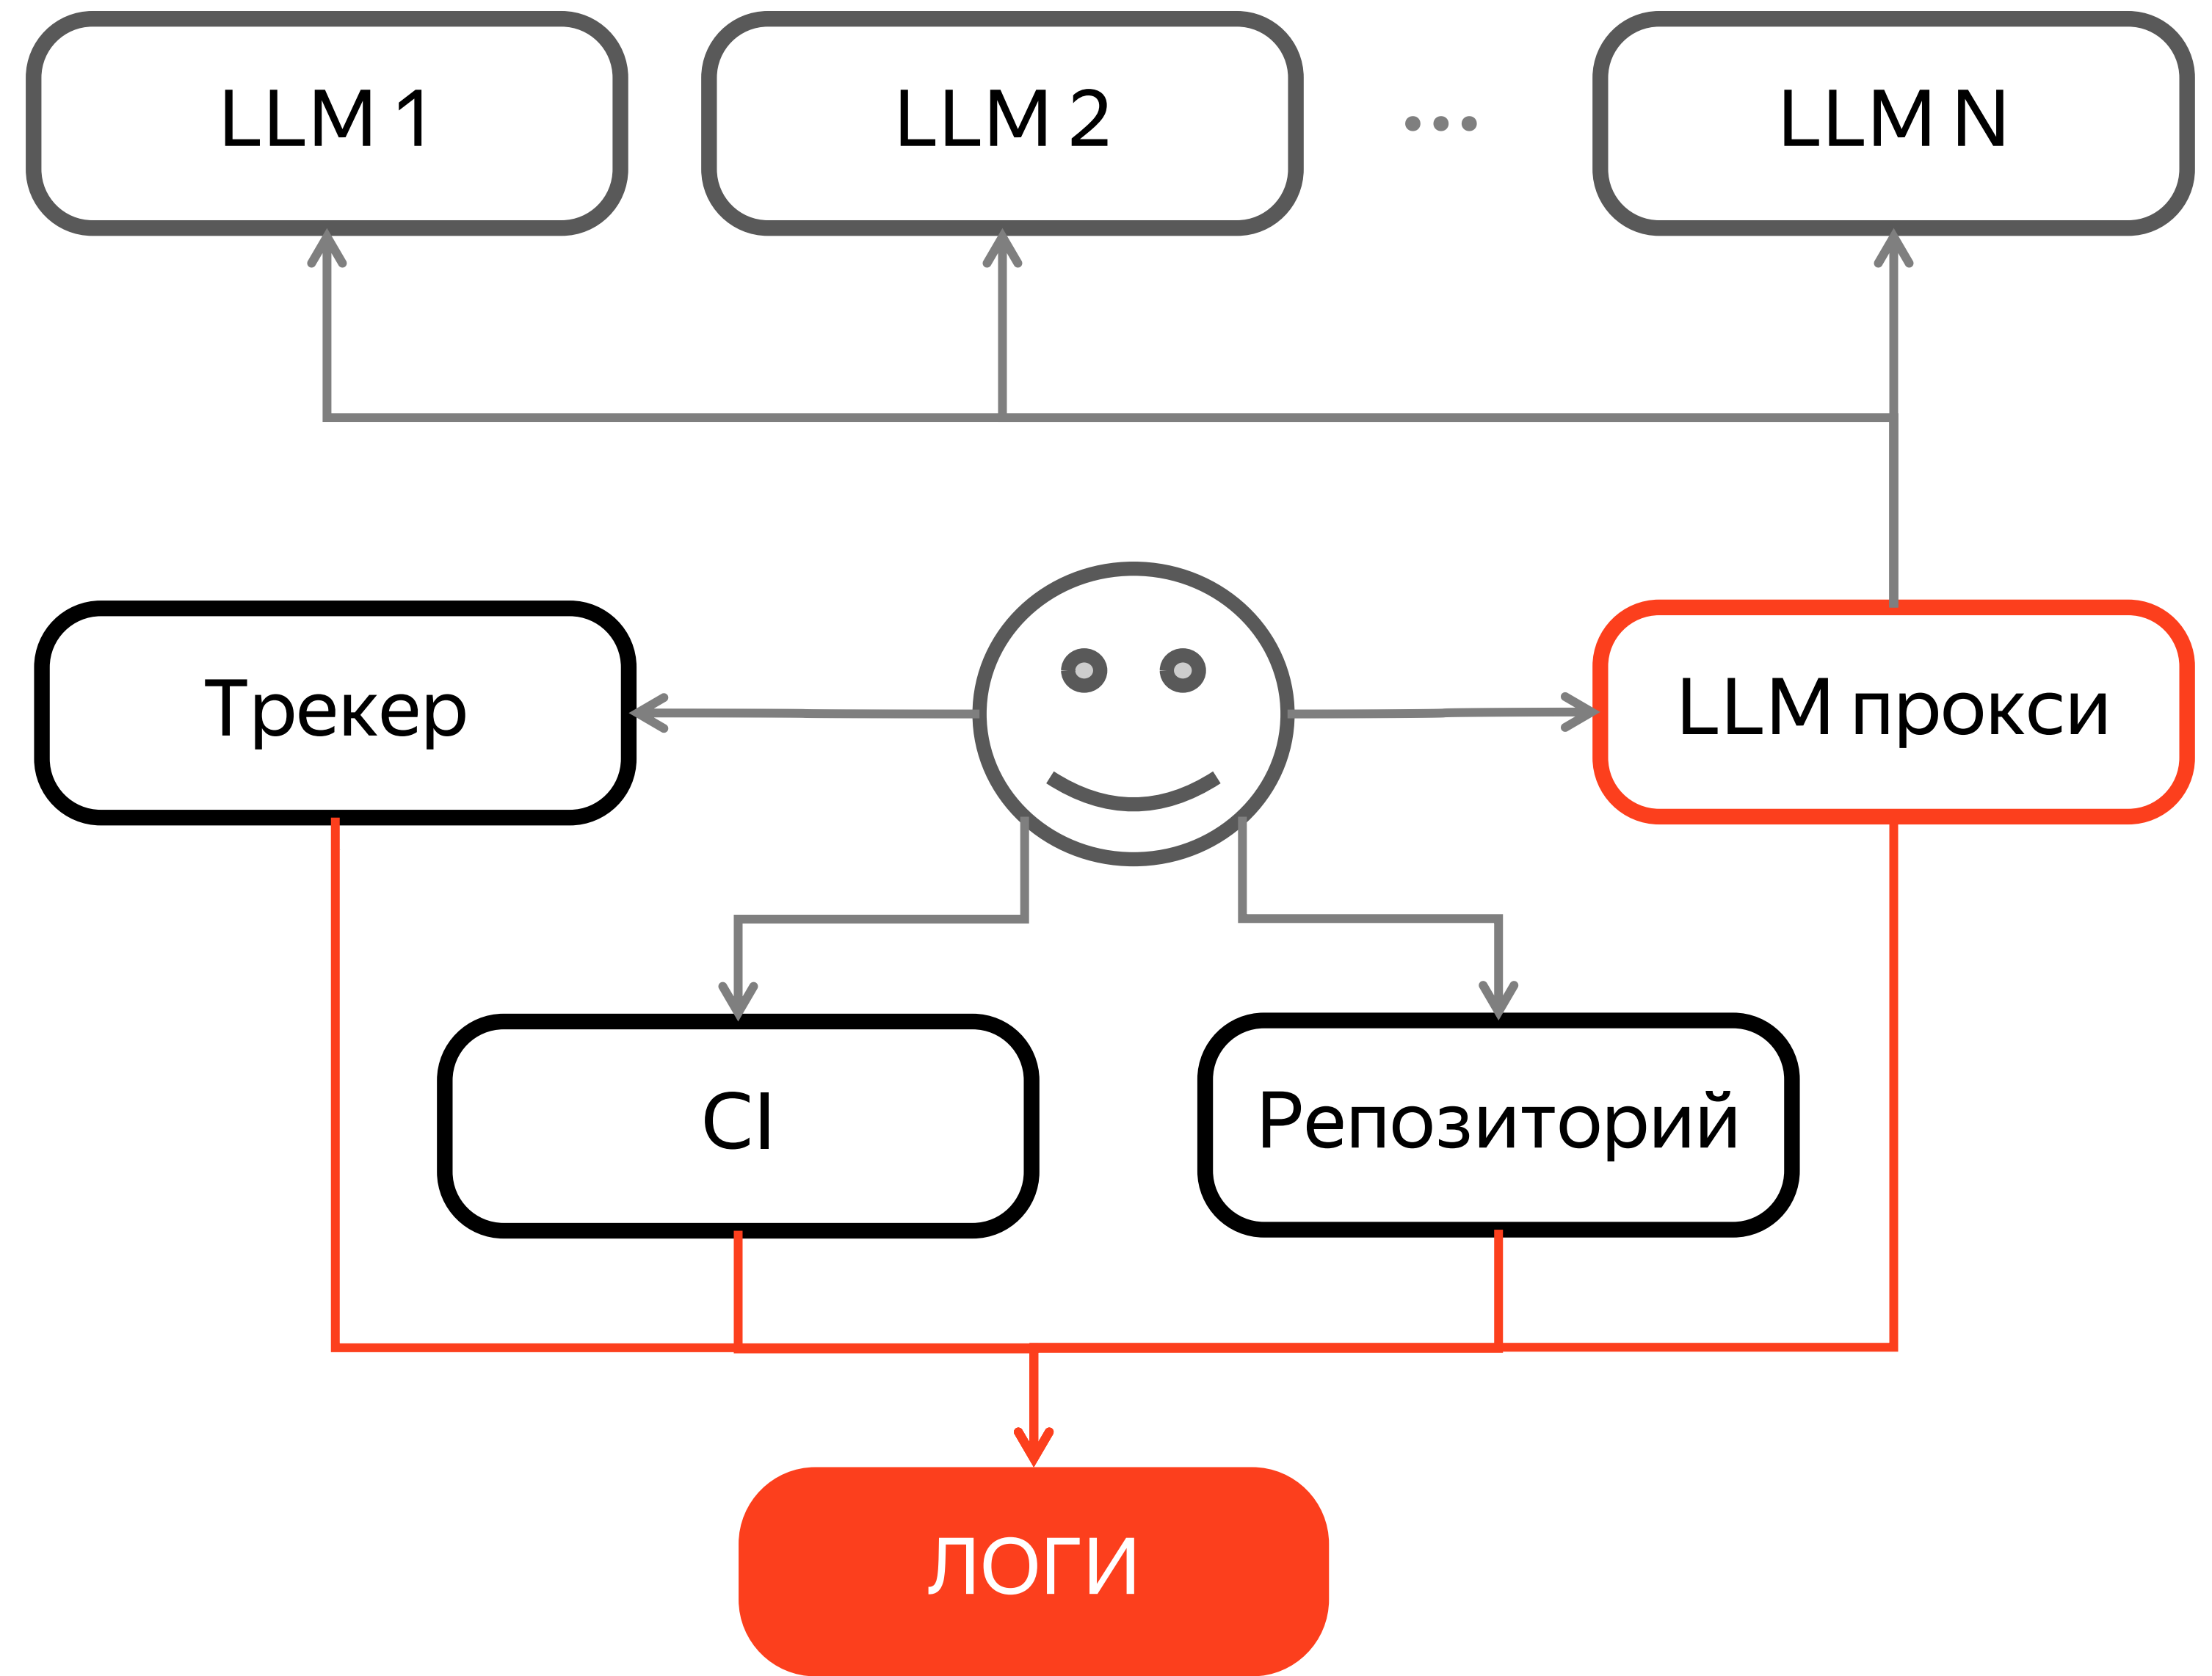 LLM 1
LLM 2
...
LLM N
Трекер
LLM прокси
CI
Репозиторий
ЛОГИ